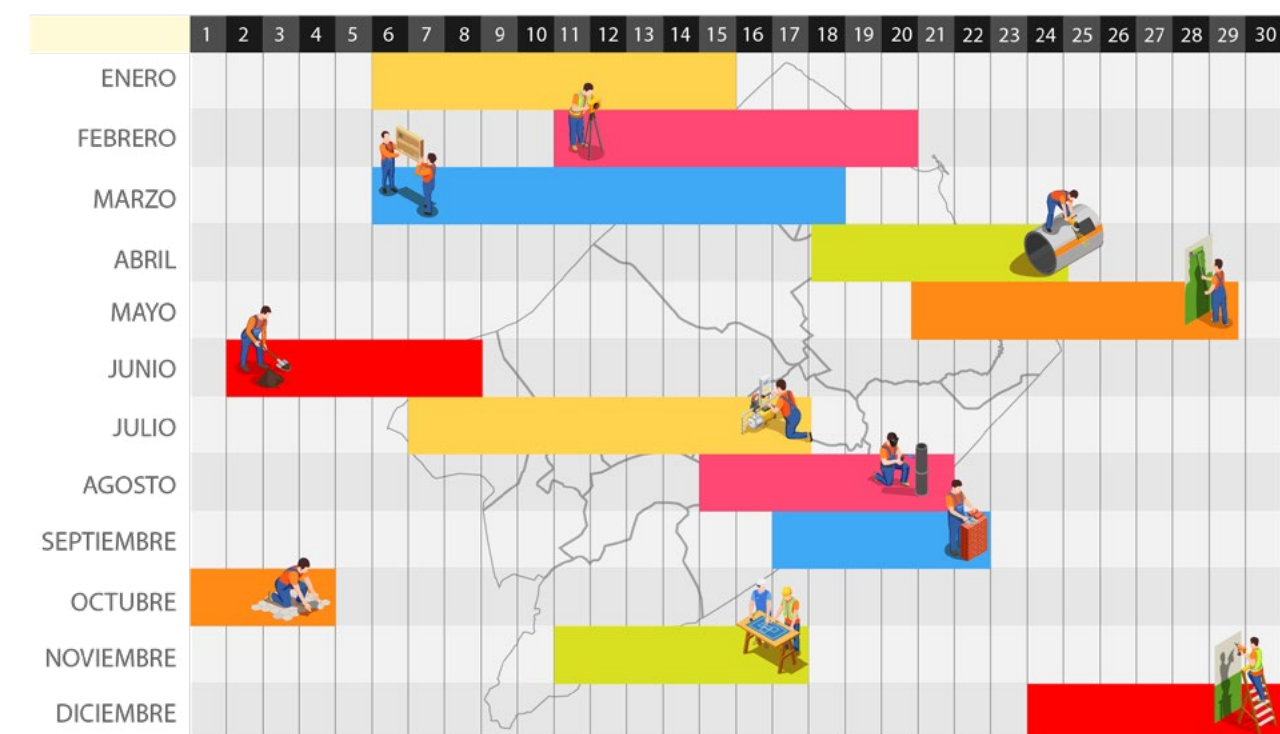 1 2 3 4 5 6 7 8 9 10 11 12 13 14 15 16 17 18 19 20 21 22 23 24 25 26 27 28 29 30
ENERO
FEBRERO
MARZO
ABRIL
MAYO
JUNIO
JULIO
AGOSTO
SEPTIEMBRE
OCTUBRE
NOVIEMBRE
DICIEMBRE